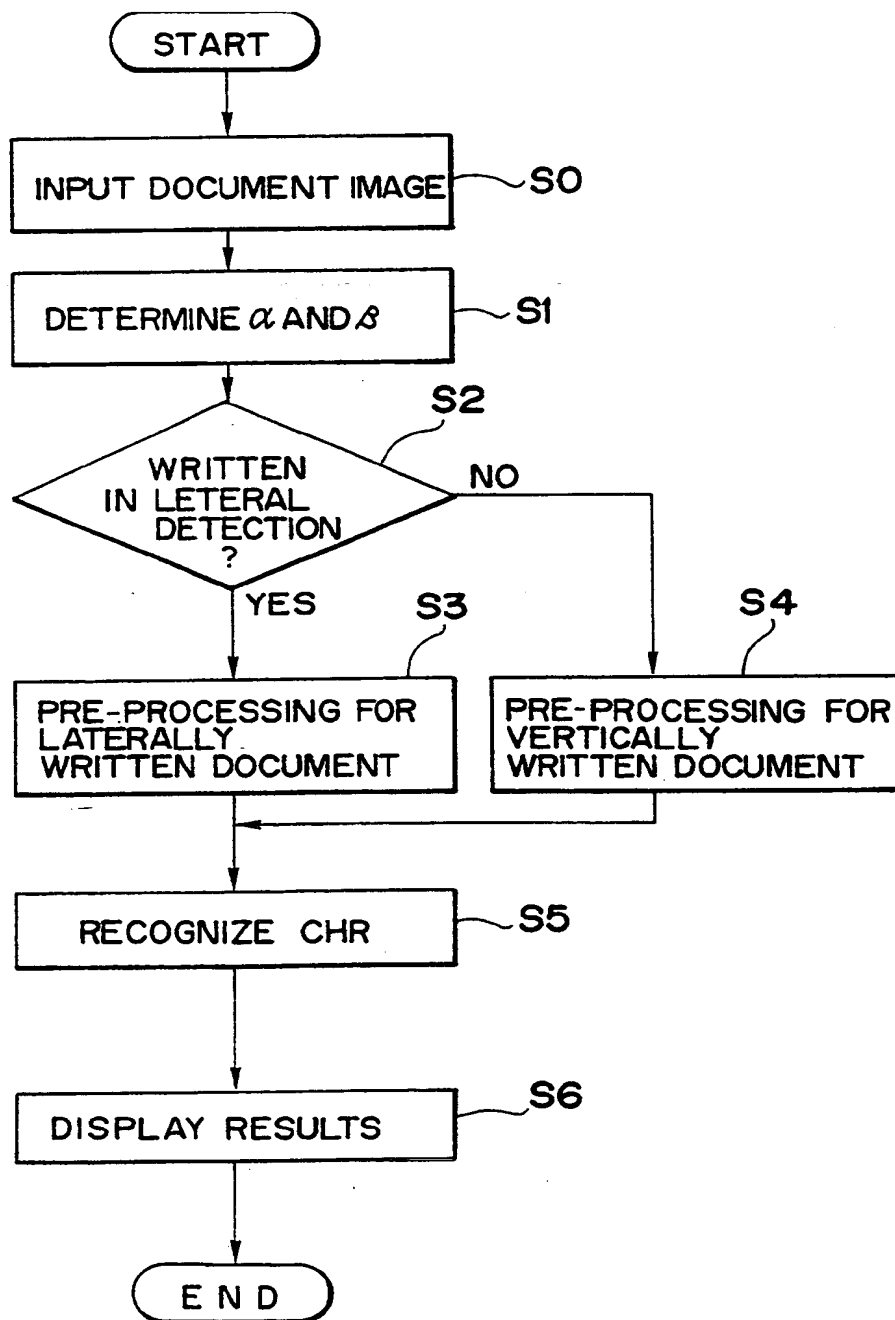 START
INPUT DOCUMENT IMAGE
S0
DETERMINE α AND β
S1
S2
WRITTEN
IN LETERAL
DETECTION
?
NO
YES
S3
PRE-PROCESSING FOR
LATERALLY
WRITTEN DOCUMENT
S4
PRE-PROCESSING FOR
VERTICALLY
WRITTEN DOCUMENT
RECOGNIZE CHR
S5
DISPLAY RESULTS
S6
END